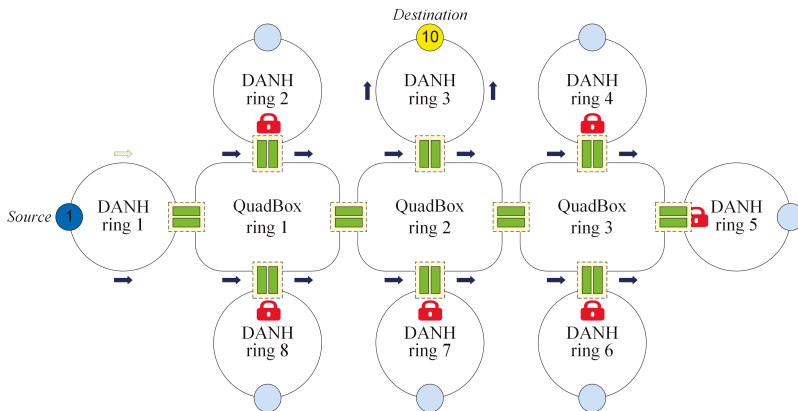 Destination
10
DANH
ring 2
DANH
ring 3
DANH
ring 4
Source
1
DANH
ring 1
QuadBox
ring 1
QuadBox
ring 2
QuadBox
ring 3
DANH
ring 5
DANH
ring 8
DANH
ring 7
DANH
ring 6